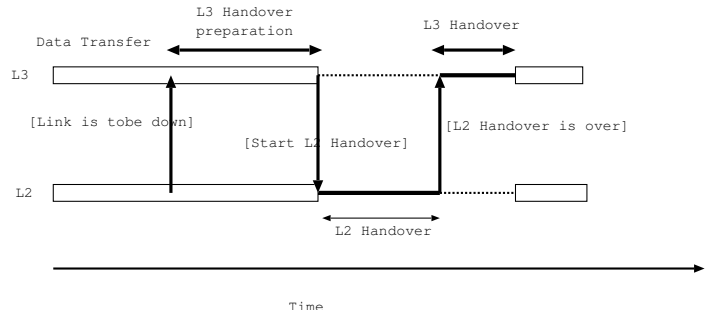 L3 Handover
preparation
L3 Handover
Data Transfer
L3
[Link is tobe down]
[Start L2 Handover]
[L2 Handover is over]
L2
L2 Handover
Time